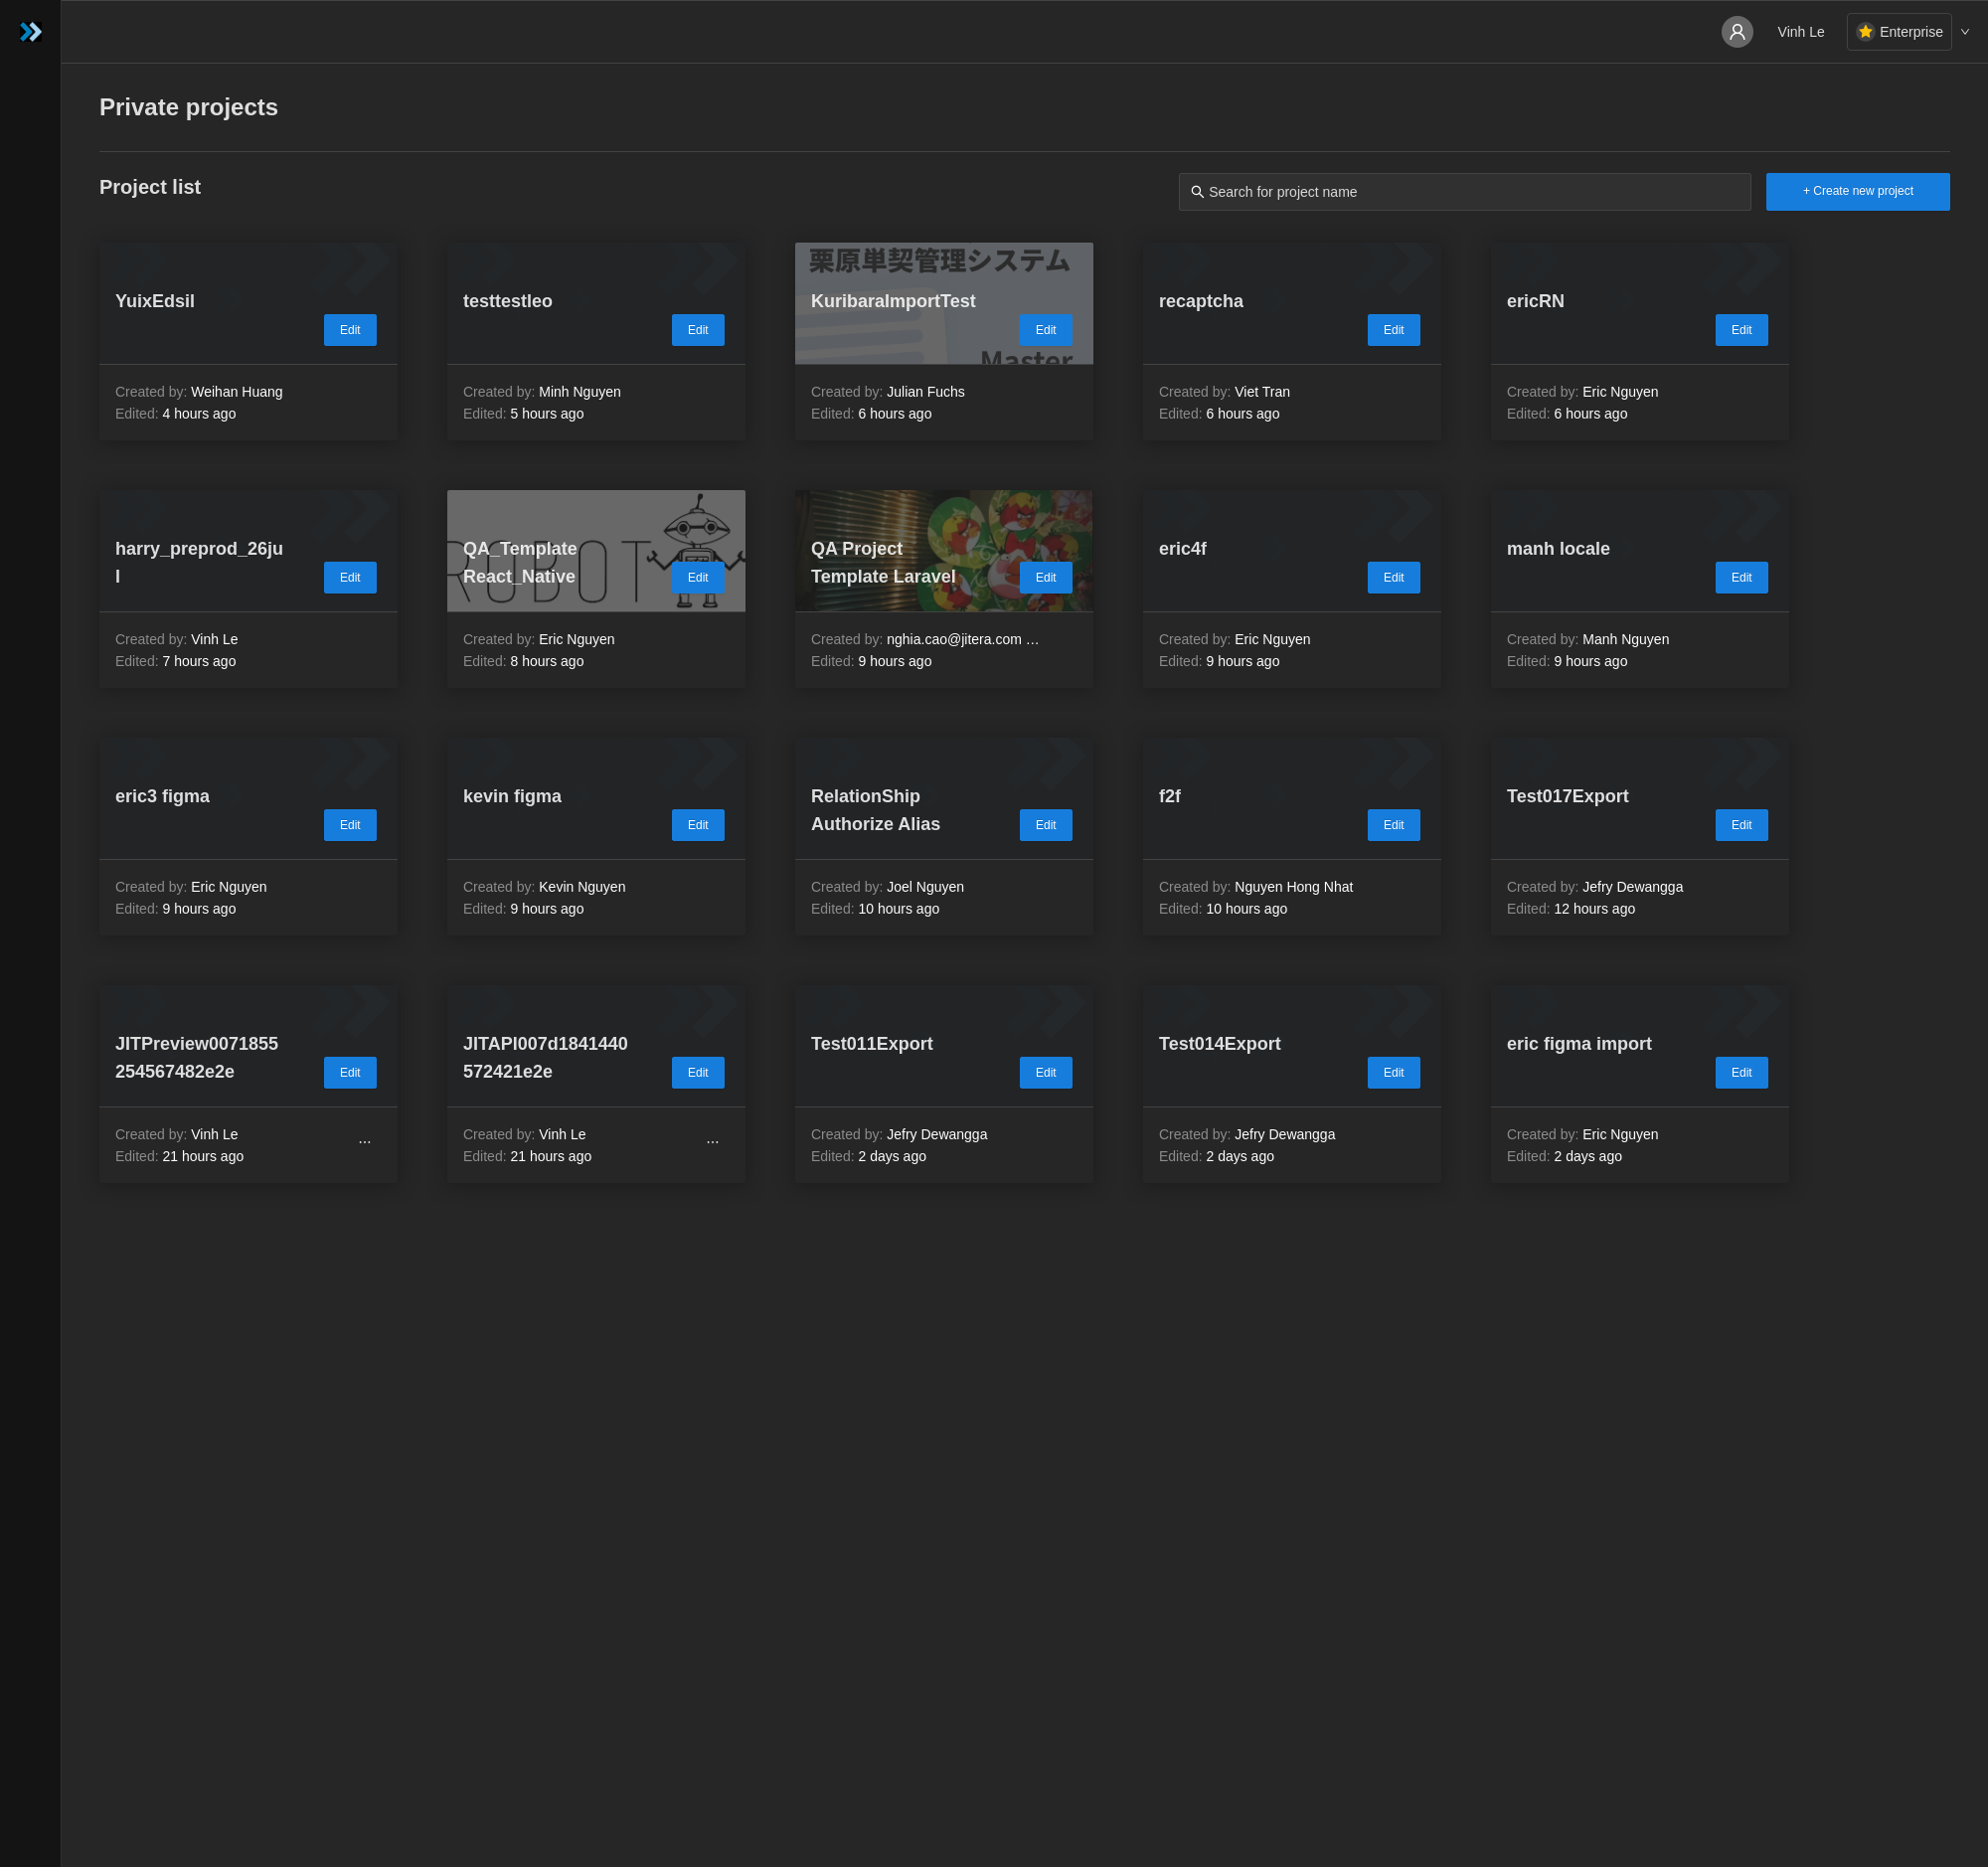 Vinh Le
Enterprise
Private projects
Project list
Search for project name
+ Create new project
YuixEdsil
Edit
Created by: Weihan Huang
Edited: 4 hours ago
testtestleo
Edit
Created by: Minh Nguyen
Edited: 5 hours ago
栗原単契管理システム
KuribaraImportTest
Edit
Master
Created by: Julian Fuchs
Edited: 6 hours ago
recaptcha
Edit
Created by: Viet Tran
Edited: 6 hours ago
ericRN
Edit
Created by: Eric Nguyen
Edited: 6 hours ago
harry_preprod_26ju
l
Edit
Created by: Vinh Le
Edited: 7 hours ago
ROBOT
QA_Template
React_Native
Edit
Created by: Eric Nguyen
Edited: 8 hours ago
QA Project
Template Laravel
Edit
Created by: nghia.cao@jitera.com …
Edited: 9 hours ago
eric4f
Edit
Created by: Eric Nguyen
Edited: 9 hours ago
manh locale
Edit
Created by: Manh Nguyen
Edited: 9 hours ago
eric3 figma
Edit
Created by: Eric Nguyen
Edited: 9 hours ago
kevin figma
Edit
Created by: Kevin Nguyen
Edited: 9 hours ago
RelationShip
Authorize Alias
Edit
Created by: Joel Nguyen
Edited: 10 hours ago
f2f
Edit
Created by: Nguyen Hong Nhat
Edited: 10 hours ago
Test017Export
Edit
Created by: Jefry Dewangga
Edited: 12 hours ago
JITPreview0071855
254567482e2e
Edit
Created by: Vinh Le
Edited: 21 hours ago
...
JITAPI007d1841440
572421e2e
Edit
Created by: Vinh Le
Edited: 21 hours ago
...
Test011Export
Edit
Created by: Jefry Dewangga
Edited: 2 days ago
Test014Export
Edit
Created by: Jefry Dewangga
Edited: 2 days ago
eric figma import
Edit
Created by: Eric Nguyen
Edited: 2 days ago